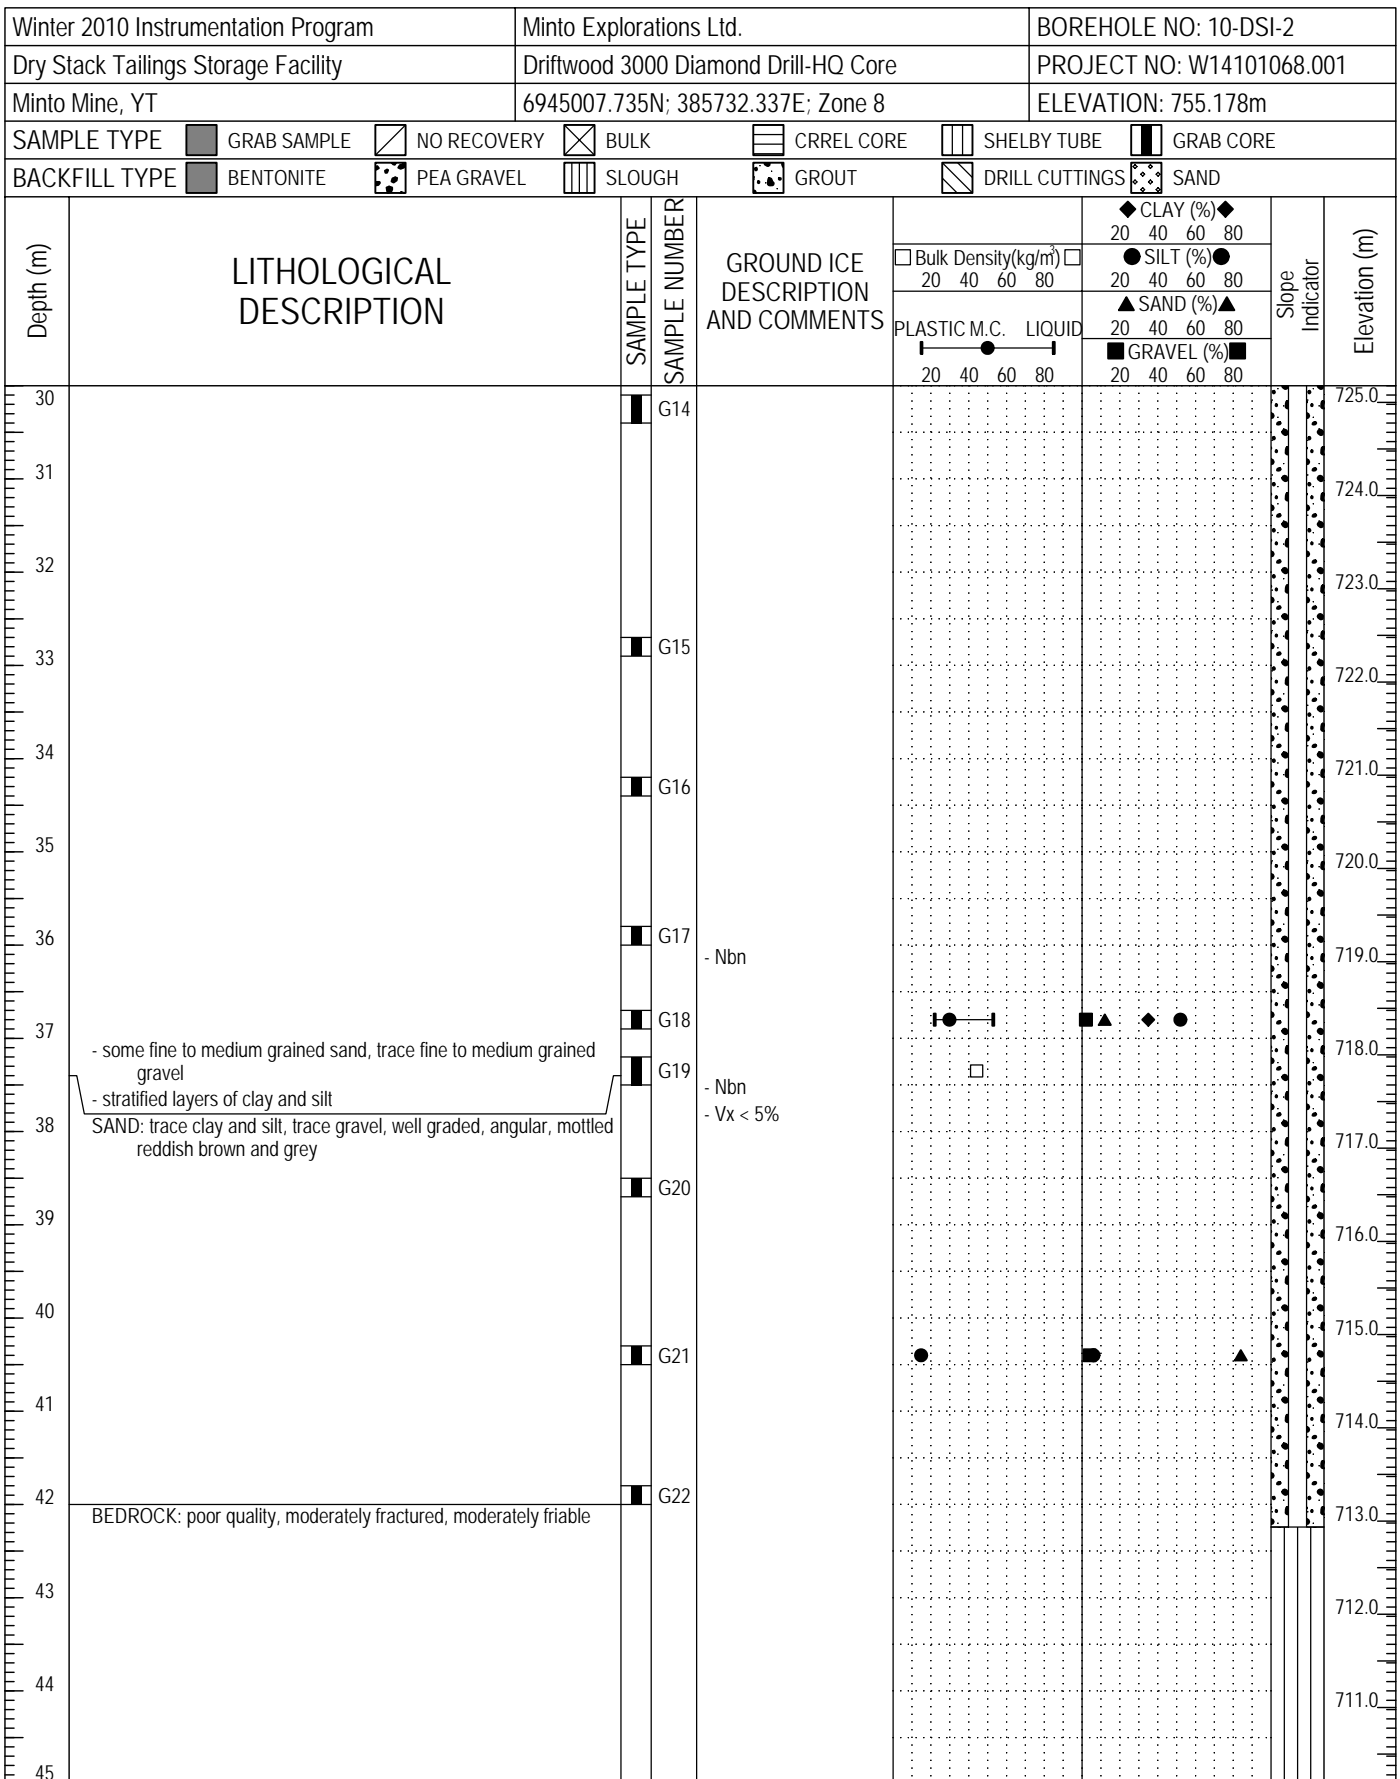 Winter 2010 Instrumentation Program
Minto Explorations Ltd.
BOREHOLE NO: 10-DSI-2
Dry Stack Tailings Storage Facility
Driftwood 3000 Diamond Drill-HQ Core
PROJECT NO: W14101068.001
Minto Mine, YT
6945007.735N; 385732.337E; Zone 8
ELEVATION: 755.178m
SAMPLE TYPE GRAB SAMPLE NO RECOVERY BULK CRREL CORE SHELBY TUBE GRAB CORE
BACKFILL TYPE BENTONITE PEA GRAVEL SLOUGH GROUT DRILL CUTTINGS SAND
Depth (m)
LITHOLOGICAL
DESCRIPTION
SAMPLE TYPE
SAMPLE NUMBER
GROUND ICE
DESCRIPTION
AND COMMENTS
Bulk Density(kg/m³)
20 40 60 80
PLASTIC M.C. LIQUID
20 40 60 80
CLAY (%)
20 40 60 80
SILT (%)
20 40 60 80
SAND (%)
20 40 60 80
GRAVEL (%)
20 40 60 80
Slope
Indicator
Elevation (m)
30
G14
725.0
31
724.0
32
723.0
G15
33
722.0
34
721.0
G16
35
720.0
G17
36
- Nbn
719.0
G18
37
- some fine to medium grained sand, trace fine to medium grained
gravel
718.0
G19
- Nbn
- stratified layers of clay and silt
- Vx < 5%
38
SAND: trace clay and silt, trace gravel, well graded, angular, mottled
reddish brown and grey
717.0
G20
39
716.0
40
715.0
G21
41
714.0
G22
42
BEDROCK: poor quality, moderately fractured, moderately friable
713.0
43
712.0
44
711.0
45